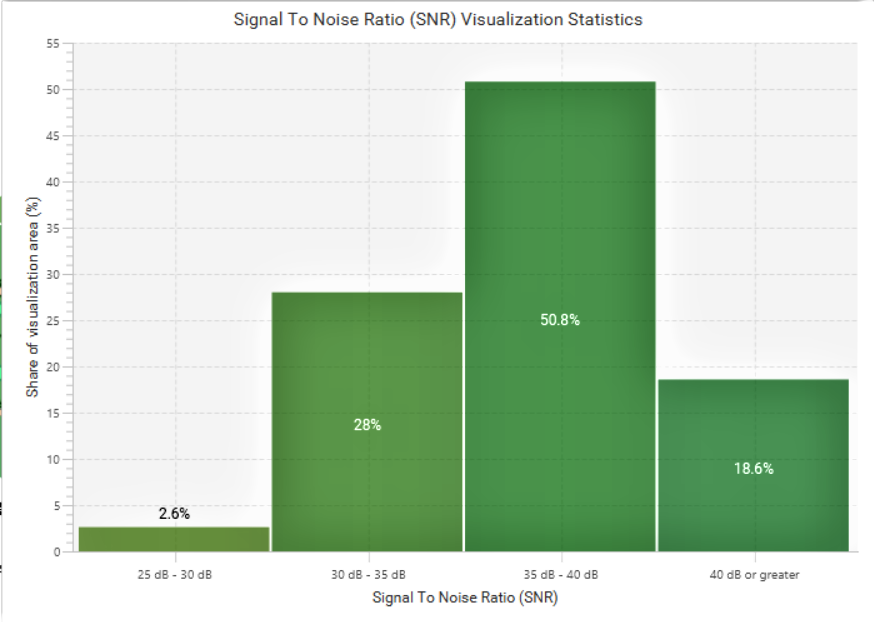 Signal To Noise Ratio (SNR) Visualization Statistics
Share of visualization area (%)
55
50
45
40
35
30
25
20
15
10
5
0
2.6%
28%
50.8%
18.6%
25 dB - 30 dB
30 dB - 35 dB
35 dB - 40 dB
40 dB or greater
Signal To Noise Ratio (SNR)